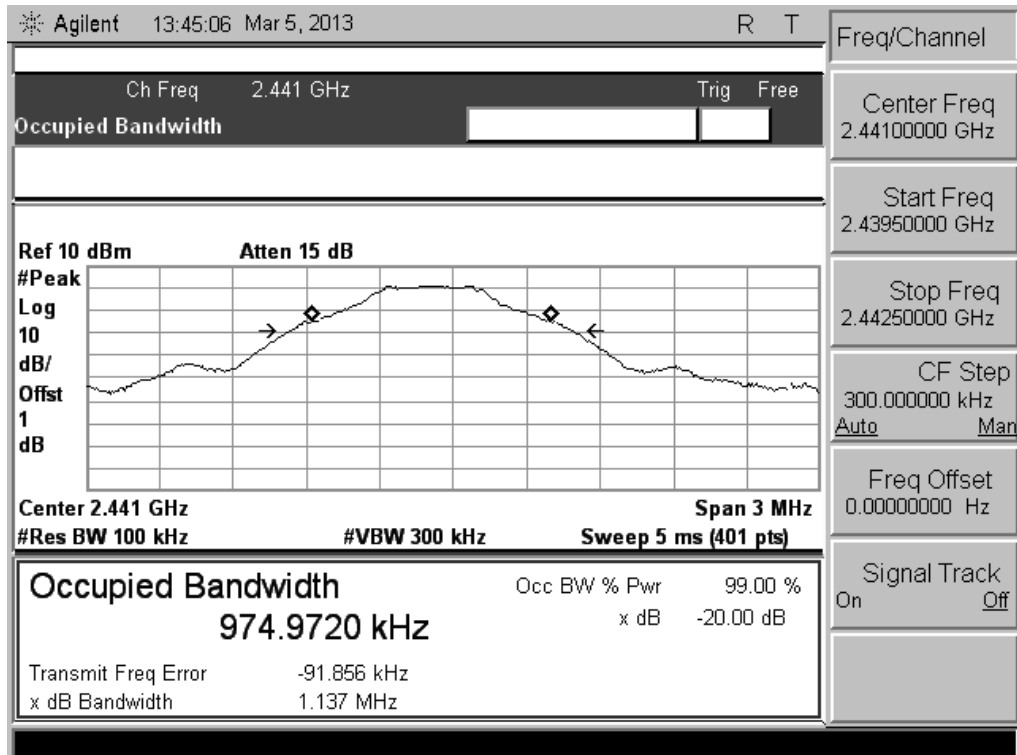 Agilent 13:45:06 Mar 5, 2013 R T
Freq/Channel
Ch Freq 2.441 GHz Trig Free
Occupied Bandwidth
Center Freq
2.44100000 GHz
Start Freq
2.43950000 GHz
Stop Freq
2.44250000 GHz
CF Step
300.000000 kHz
Auto Man
Freq Offset
0.00000000 Hz
Signal Track
On Off
Ref 10 dBm Atten 15 dB
#Peak
Log
10
dB/
Offst
1
dB
Center 2.441 GHz Span 3 MHz
#Res BW 100 kHz #VBW 300 kHz Sweep 5 ms (401 pts)
Occupied Bandwidth Occ BW % Pwr 99.00 %
974.9720 kHz x dB -20.00 dB
Transmit Freq Error -91.856 kHz
x dB Bandwidth 1.137 MHz